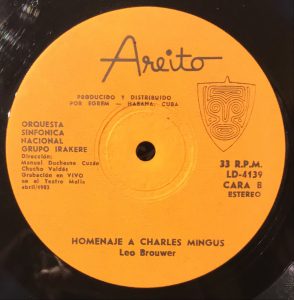 Areito
PRODUCIDO Y DISTRIBUIDO
POR EGREM - HABANA, CUBA
ORQUESTA
SINFONICA
NACIONAL
GRUPO IRAKERE
Dirección:
Manuel Duchesne Cuzán
Chucho Valdés
Grabación en VIVO
en el Teatro Mella
abril/1983
33 R.P.M.
LD-4139
CARA B
ESTEREO
HOMENAJE A CHARLES MINGUS
Leo Brouwer